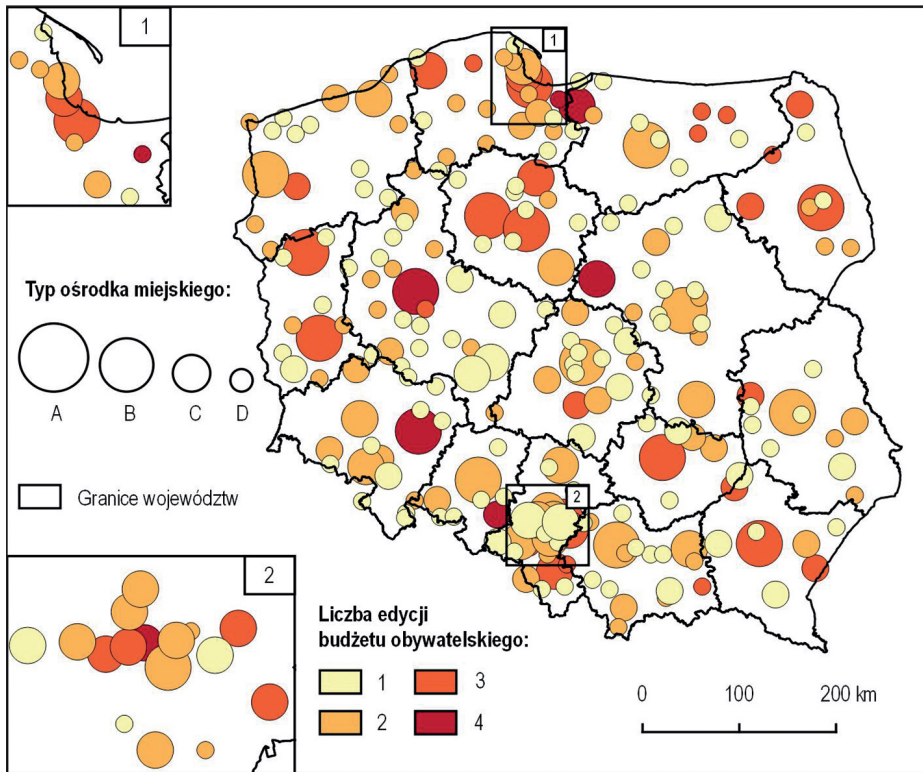 1
1
Typ ośrodka miejskiego:
A B C D
Granice województw
2
2
Liczba edycji
budżetu obywatelskiego:
1 3
2 4
0 100 200 km